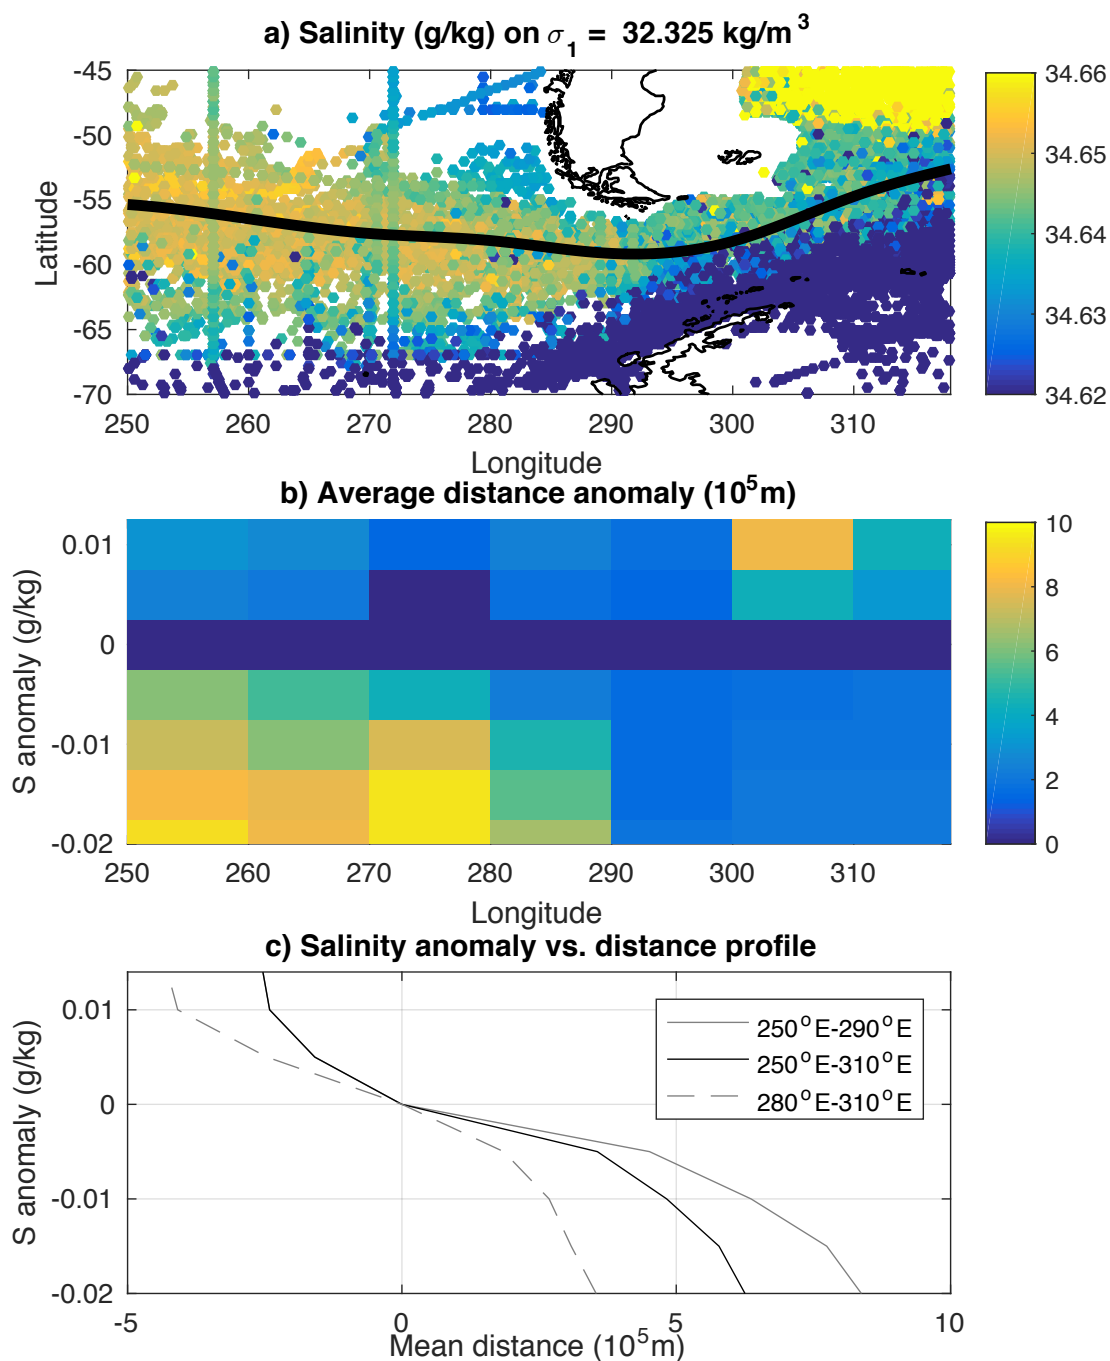 a) Salinity (g/kg) on σ₁ = 32.325 kg/m³
Latitude
-45
-50
-55
-60
-65
-70
250 260 270 280 290 300 310
Longitude
34.66
34.65
34.64
34.63
34.62
b) Average distance anomaly (10⁵m)
S anomaly (g/kg)
0.01
0
-0.01
-0.02
250 260 270 280 290 300 310
Longitude
10
8
6
4
2
0
c) Salinity anomaly vs. distance profile
S anomaly (g/kg)
0.01
0
-0.01
-0.02
250°E-290°E
250°E-310°E
280°E-310°E
-5 0 5 10
Mean distance (10⁵m)